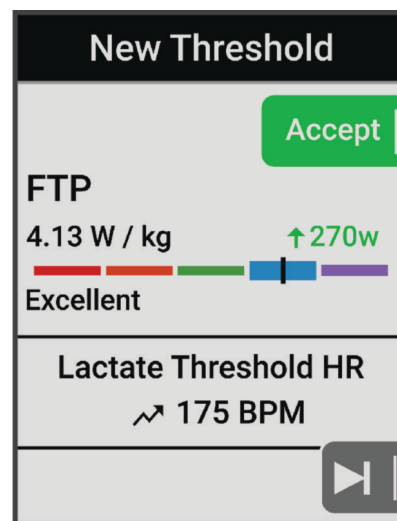 New Threshold
Accept
FTP
4.13 W / kg ↑270w
Excellent
Lactate Threshold HR
175 BPM